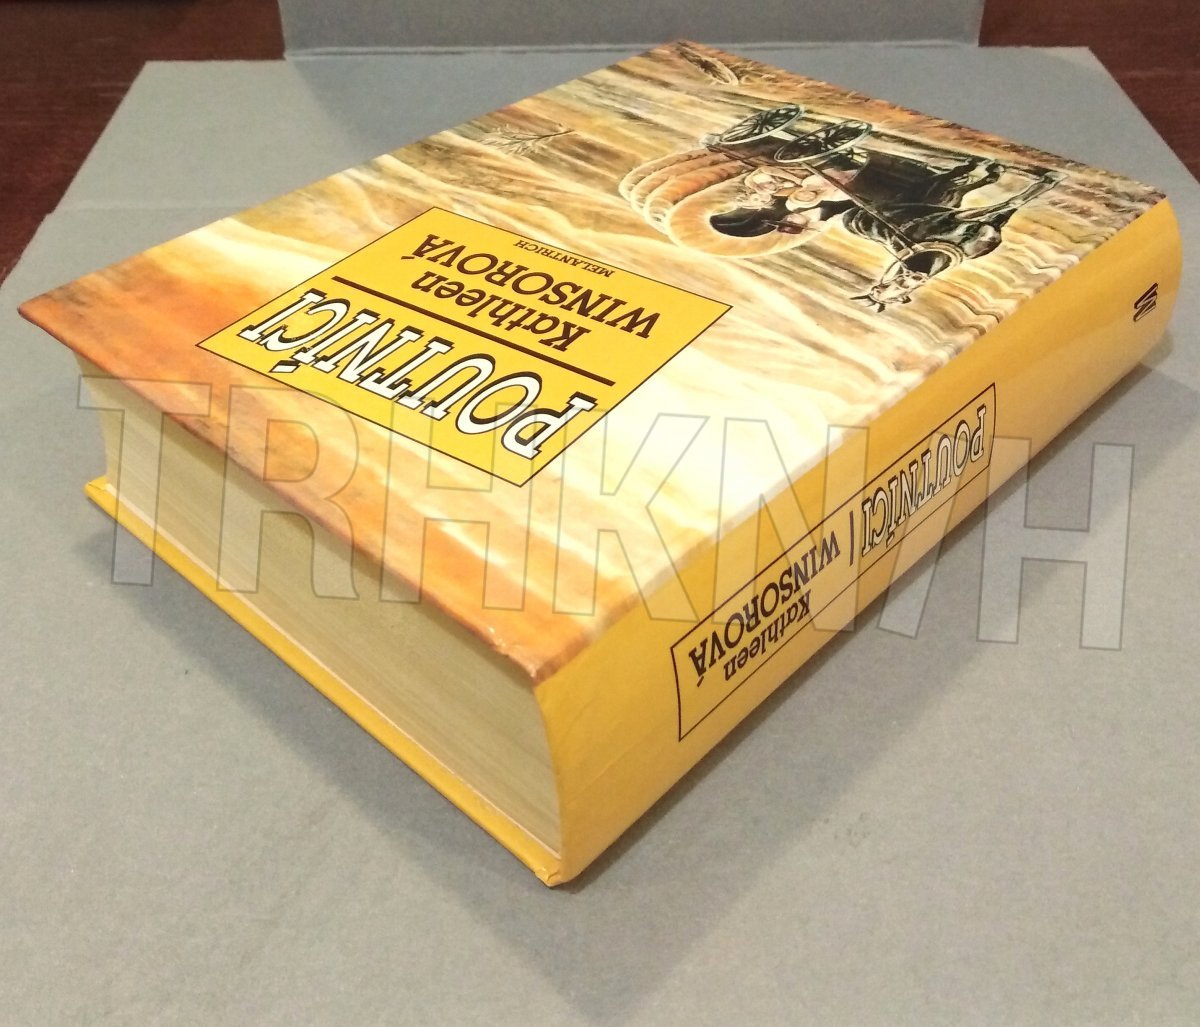 POUTNÍCI
Kathleen
WINSOROVÁ
MELANTRICH
Kathleen
WINSOROVÁ
POUTNÍCI
TRHKNIH